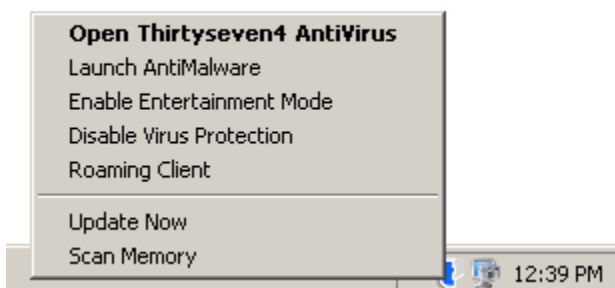 Open Thirtyseven4 AntiVirus
Launch AntiMalware
Enable Entertainment Mode
Disable Virus Protection
Roaming Client
Update Now
Scan Memory
12:39 PM